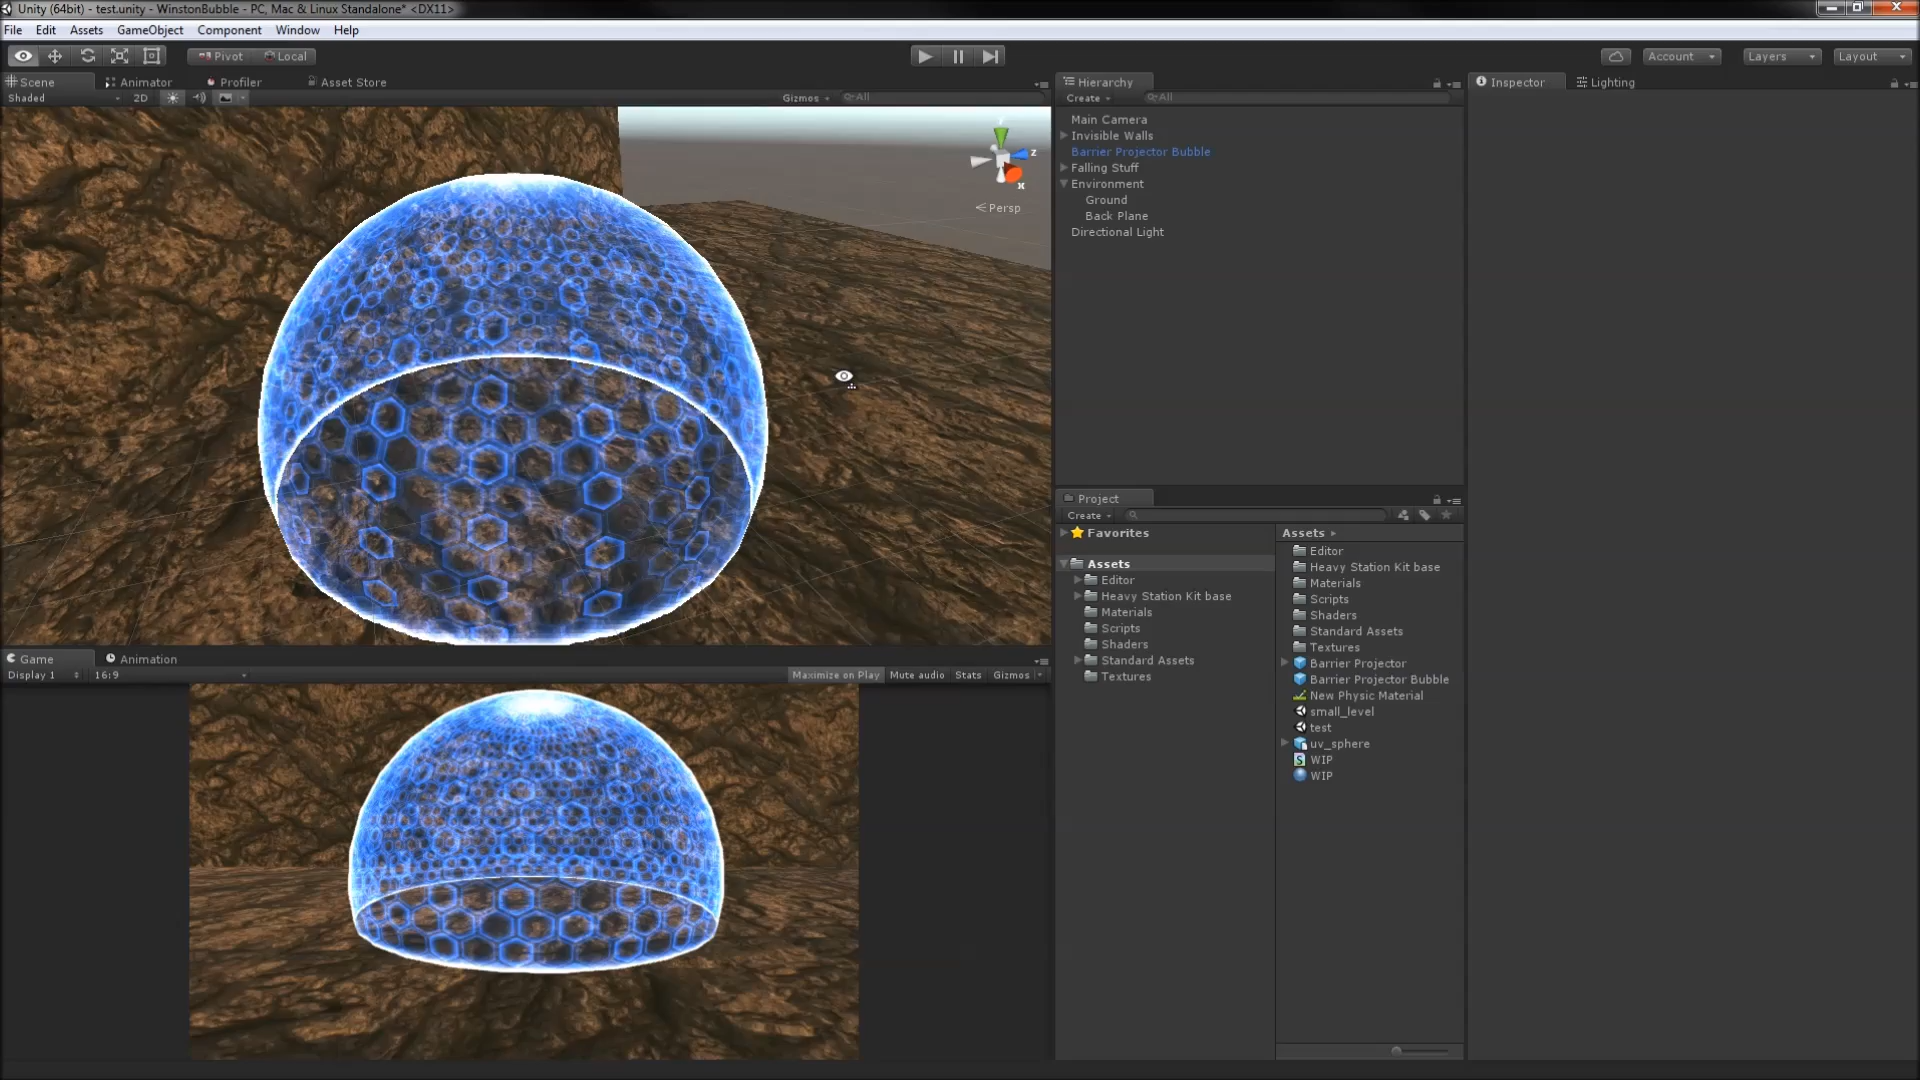 Unity (64bit) - test.unity - WinstonBubble - PC, Mac & Linux Standalone* <DX11>
File Edit Assets GameObject Component Window Help
Pivot Local Account Layers Layout
Scene Animator Profiler Asset Store
Shaded 2D Gizmos All
y
z
x
Persp
Hierarchy
Create All
Main Camera
Invisible Walls
Barrier Projector Bubble
Falling Stuff
Environment
Ground
Back Plane
Directional Light
Inspector Lighting
Project
Create
Favorites
Assets
Editor
Heavy Station Kit base
Materials
Scripts
Shaders
Standard Assets
Textures
Assets
Editor
Heavy Station Kit base
Materials
Scripts
Shaders
Standard Assets
Textures
Barrier Projector
Barrier Projector Bubble
New Physic Material
small_level
test
uv_sphere
WIP
WIP
Game Animation
Display 1 16:9 Maximize on Play Mute audio Stats Gizmos